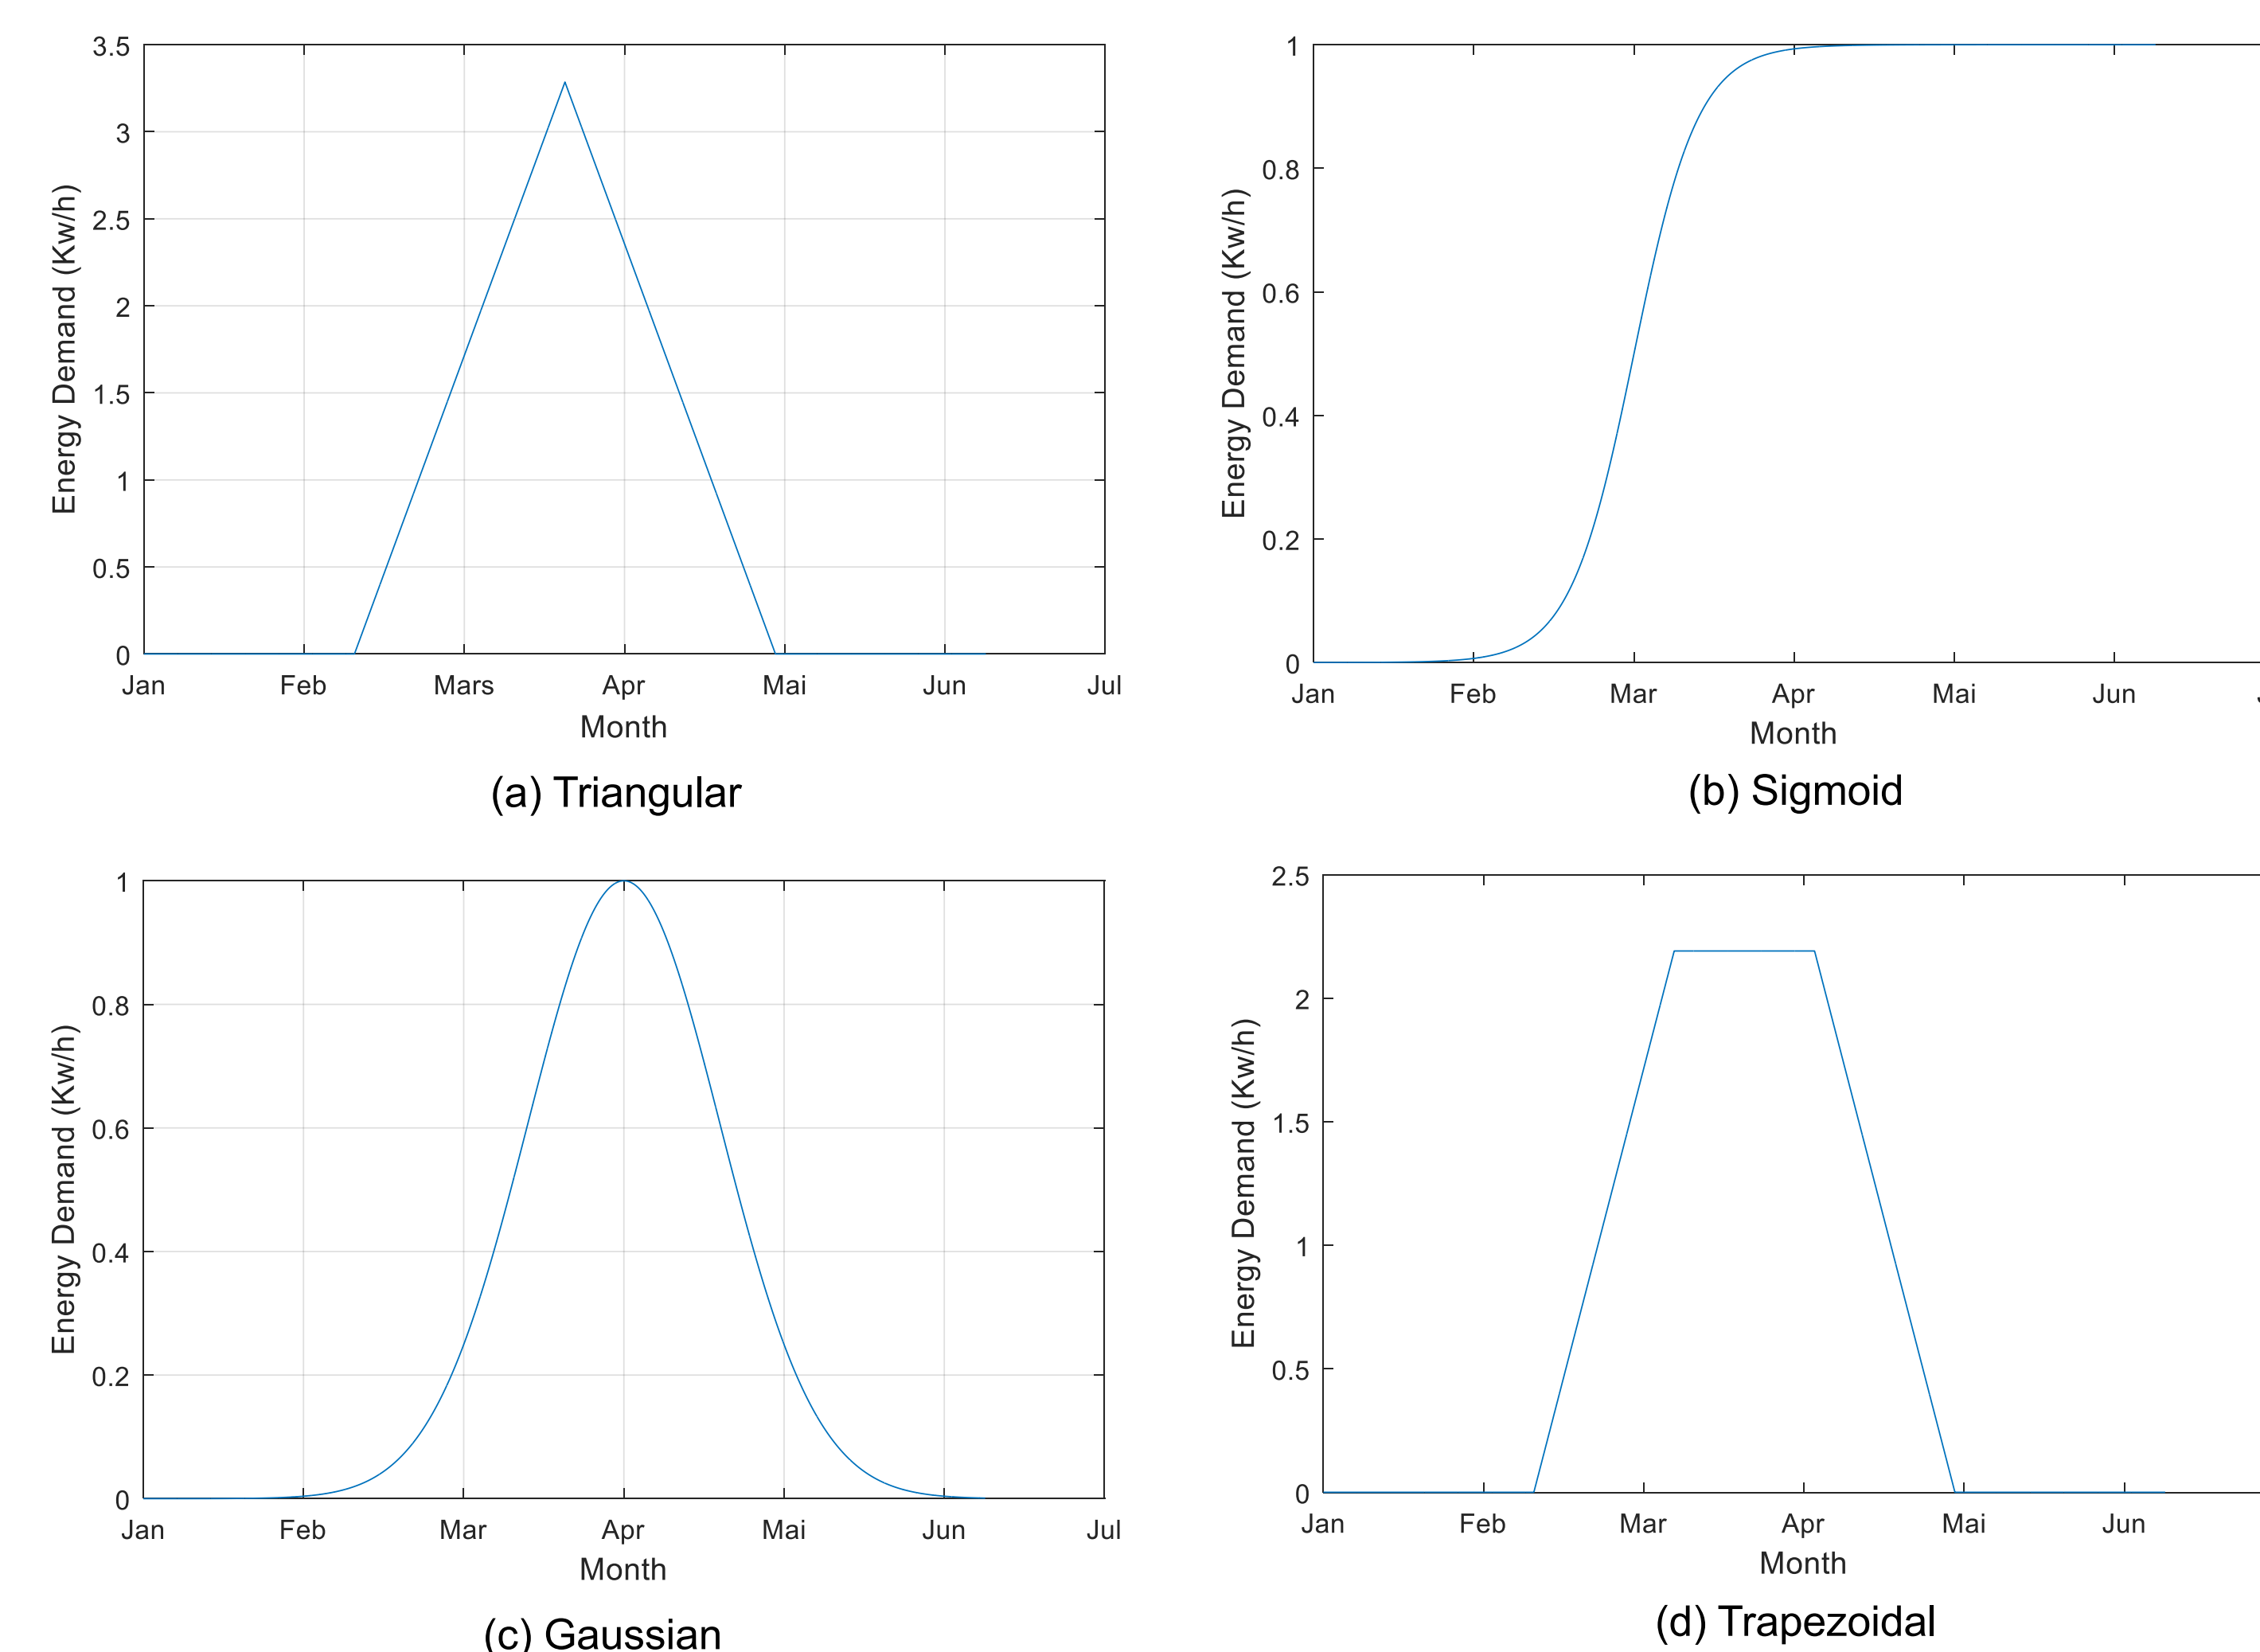 3.5
3
2.5
2
1.5
1
0.5
0
Energy Demand (Kw/h)
Jan Feb Mars Apr Mai Jun Jul
Month
(a) Triangular
1
0.8
0.6
0.4
0.2
0
Energy Demand (Kw/h)
Jan Feb Mar Apr Mai Jun
Month
(b) Sigmoid
1
0.8
0.6
0.4
0.2
0
Energy Demand (Kw/h)
Jan Feb Mar Apr Mai Jun Jul
Month
(c) Gaussian
2.5
2
1.5
1
0.5
0
Energy Demand (Kw/h)
Jan Feb Mar Apr Mai Jun
Month
(d) Trapezoidal